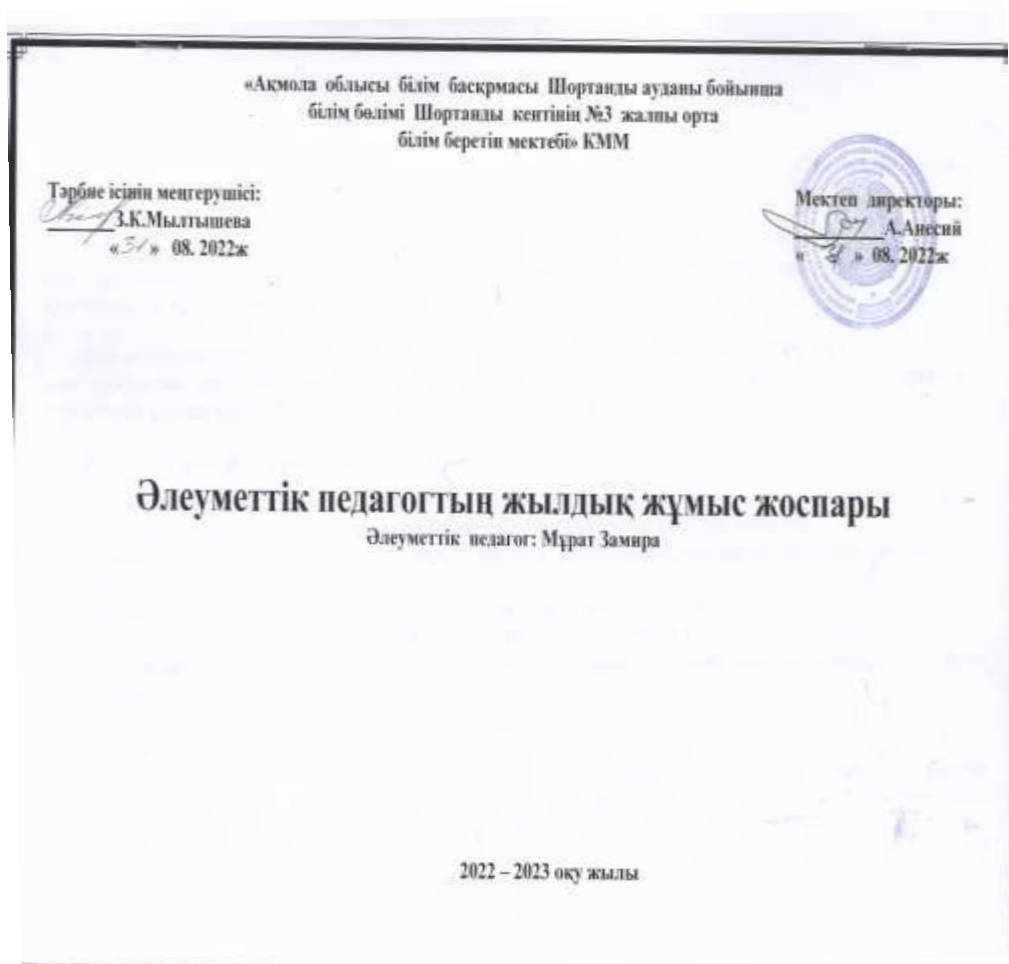 «Ақмола облысы білім басқрмасы Шортанды ауданы бойынша
білім бөлімі Шортанды кентінің №3 жалпы орта
білім беретін мектебі» КММ
Тәрбие ісінің меңгерушісі:
З.К.Мылтышева
«31» 08. 2022ж
Мектеп директоры:
А.Анесий
« » 08. 2022ж
Әлеуметтік педагогтың жылдық жұмыс жоспары
Әлеуметтік педагог: Мұрат Замира
2022 – 2023 оқу жылы